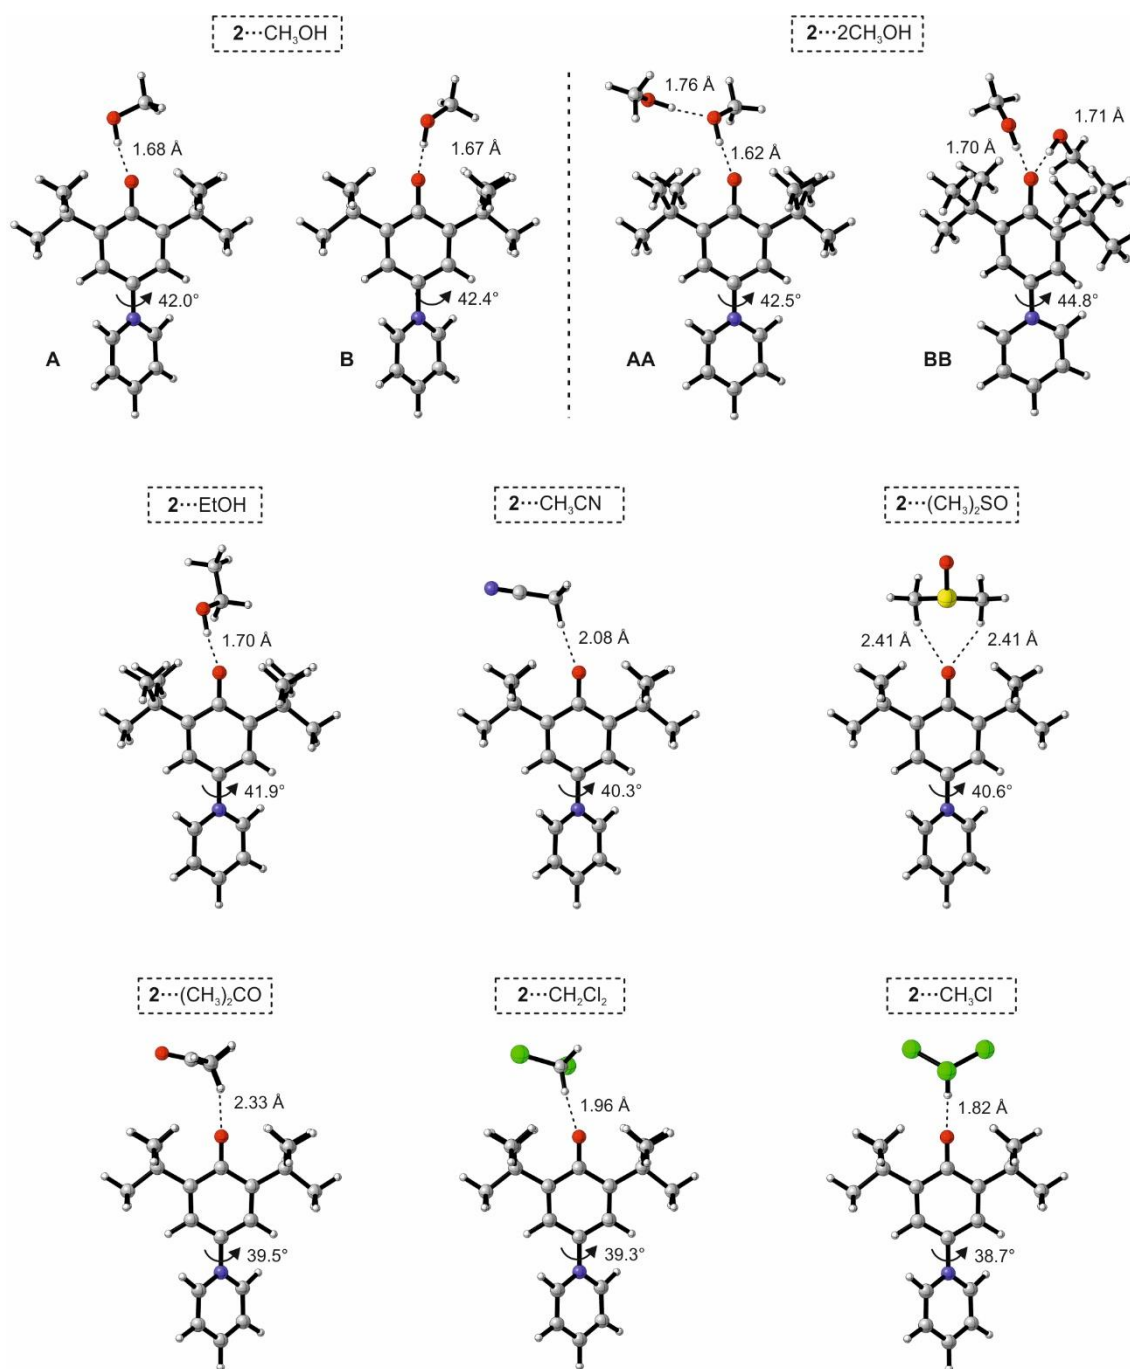 2···CH₃OH
2···2CH₃OH
1.68 Å
1.67 Å
1.76 Å
1.62 Å
1.70 Å
1.71 Å
42.0°
42.4°
42.5°
44.8°
A
B
AA
BB
2···EtOH
2···CH₃CN
2···(CH₃)₂SO
1.70 Å
2.08 Å
2.41 Å
2.41 Å
41.9°
40.3°
40.6°
2···(CH₃)₂CO
2···CH₂Cl₂
2···CH₃Cl
2.33 Å
1.96 Å
1.82 Å
39.5°
39.3°
38.7°